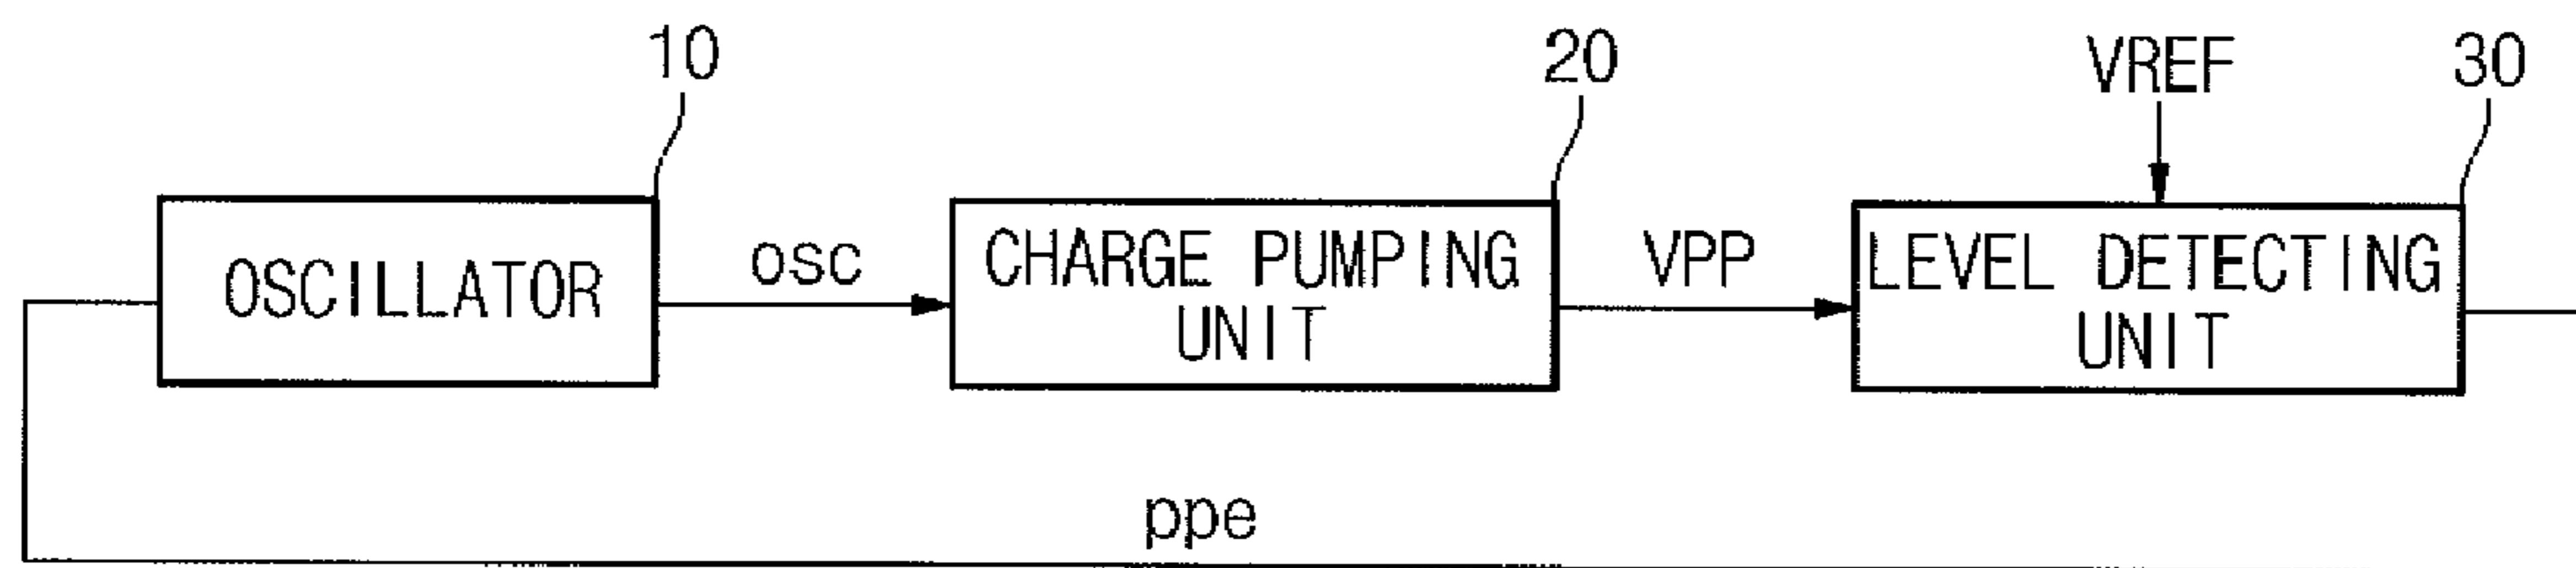 10
20
VREF
30
OSCILLATOR
osc
CHARGE PUMPING
UNIT
VPP
LEVEL DETECTING
UNIT
ppe